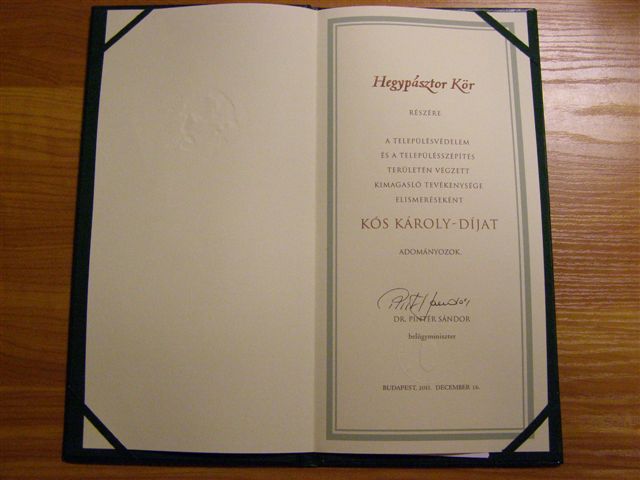 Hegypásztor Kör
RÉSZÉRE
A TELEPÜLÉSVÉDELEM
ÉS A TELEPÜLÉSSZÉPÍTÉS
TERÜLETÉN VÉGZETT
KIMAGASLÓ TEVÉKENYSÉGE
ELISMERÉSEKÉNT
KÓS KÁROLY-DÍJAT
ADOMÁNYOZOK.
DR. PINTÉR SÁNDOR
belügyminiszter
BUDAPEST, 2011. DECEMBER 16.